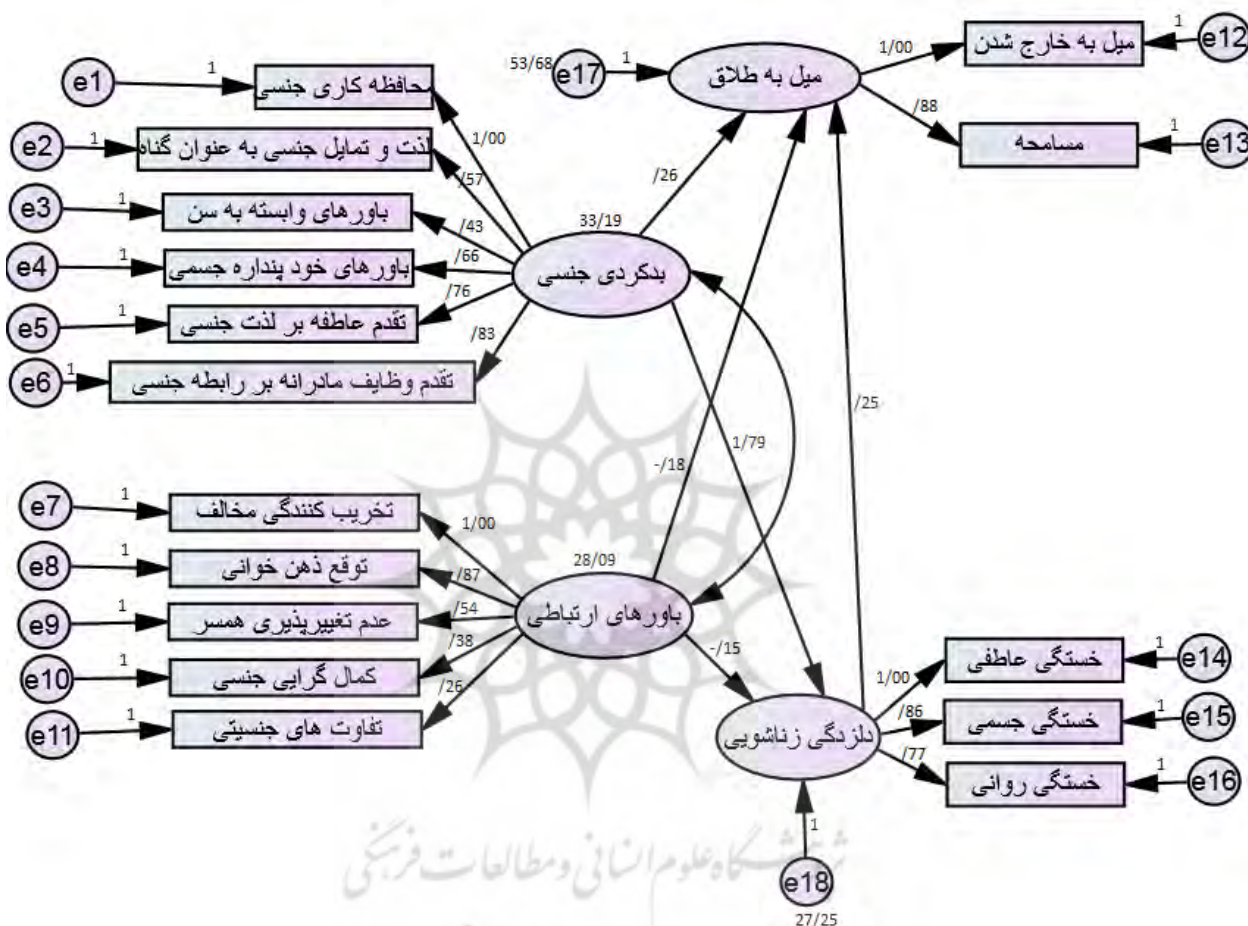 e1
1
محافظه کاری جنسی
e2
1
لذت و تمایل جنسی به عنوان گناه
e3
1
باورهای وابسته به سن
e4
1
باورهای خود پنداره جسمی
e5
1
تقدم عاطفه بر لذت جنسی
e6
1
تقدم وظایف مادرانه بر رابطه جنسی
1/00
/57
/43
/66
/76
/83
33/19
بدکردی جنسی
53/68
e17
1
میل به طلاق
1/00
/88
میل به خارج شدن
1
e12
مسامحه
1
e13
/26
-/18
/25
1/79
-/15
e7
1
تخریب کنندگی مخالف
e8
1
توقع ذهن خوانی
e9
1
عدم تغییرپذیری همسر
e10
1
کمال گرایی جنسی
e11
1
تفاوت های جنسیتی
1/00
/87
/54
/38
/26
28/09
باورهای ارتباطی
دلزدگی زناشویی
1/00
/86
/77
خستگی عاطفی
1
e14
خستگی جسمی
1
e15
خستگی روانی
1
e16
1
e18
27/25
پژوهشگاه علوم انسانی و مطالعات فرهنگی